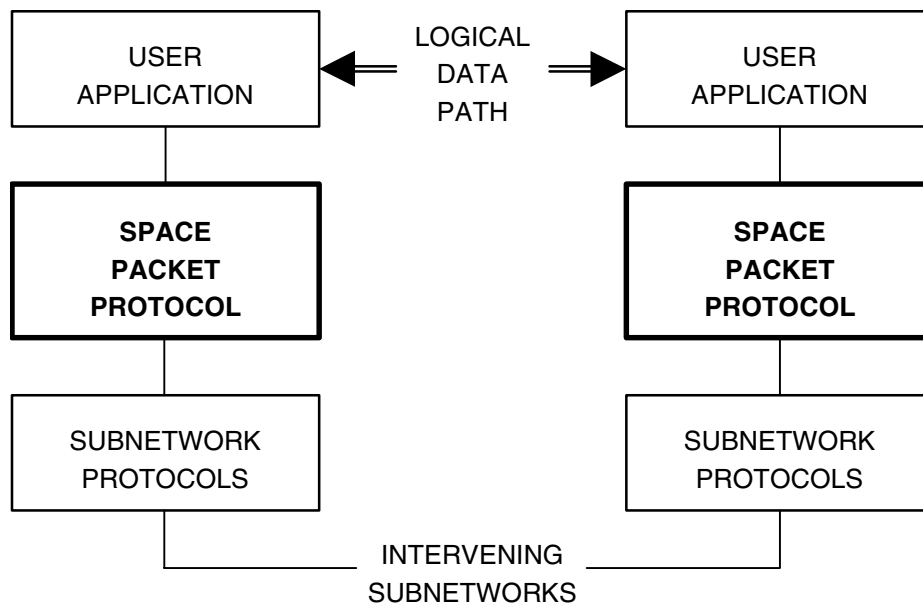 USER
APPLICATION
LOGICAL
DATA
PATH
USER
APPLICATION
SPACE
PACKET
PROTOCOL
SPACE
PACKET
PROTOCOL
SUBNETWORK
PROTOCOLS
SUBNETWORK
PROTOCOLS
INTERVENING
SUBNETWORKS